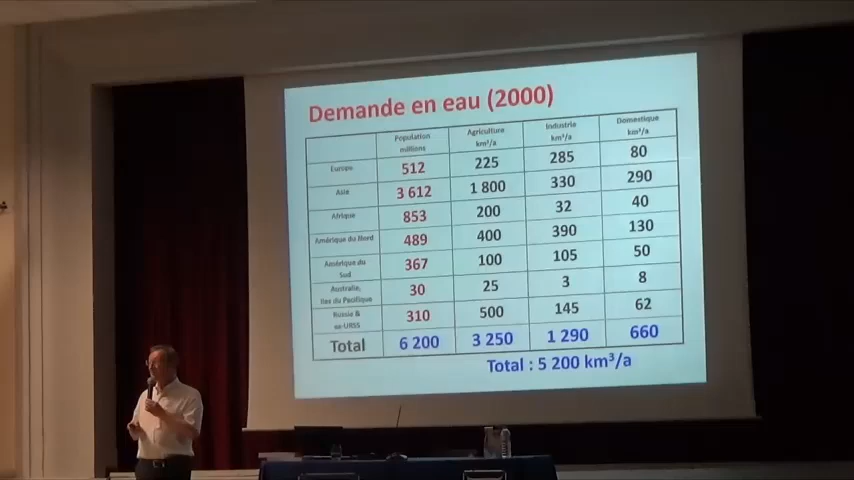 Demande en eau (2000)
Population Agriculture Industrie Domestique
millions km³/a km³/a km³/a
Europe 512 225 285 80
Asie 3 612 1 800 330 290
Afrique 853 200 32 40
Amérique du Nord 489 400 390 130
Amérique du
Sud 367 100 105 50
Australie,
Iles du Pacifique 30 25 3 8
Russie &
ex-URSS 310 500 145 62
Total 6 200 3 250 1 290 660
Total : 5 200 km³/a